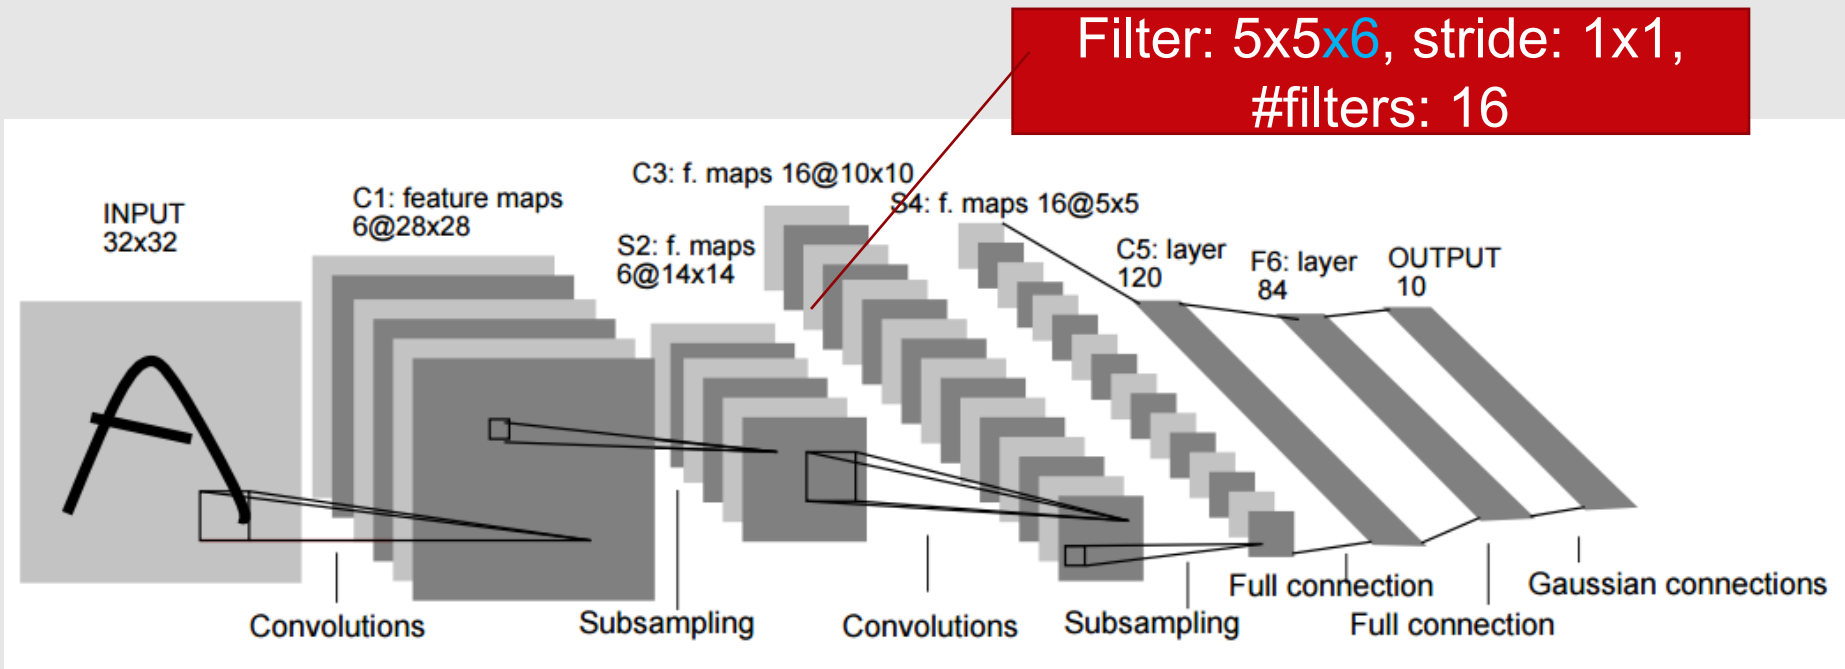 Filter: 5x5x6, stride: 1x1,
#filters: 16
INPUT
32x32
C1: feature maps
6@28x28
S2: f. maps
6@14x14
C3: f. maps 16@10x10
S4: f. maps 16@5x5
C5: layer
120
F6: layer
84
OUTPUT
10
Convolutions
Subsampling
Convolutions
Subsampling
Full connection
Full connection
Gaussian connections
A